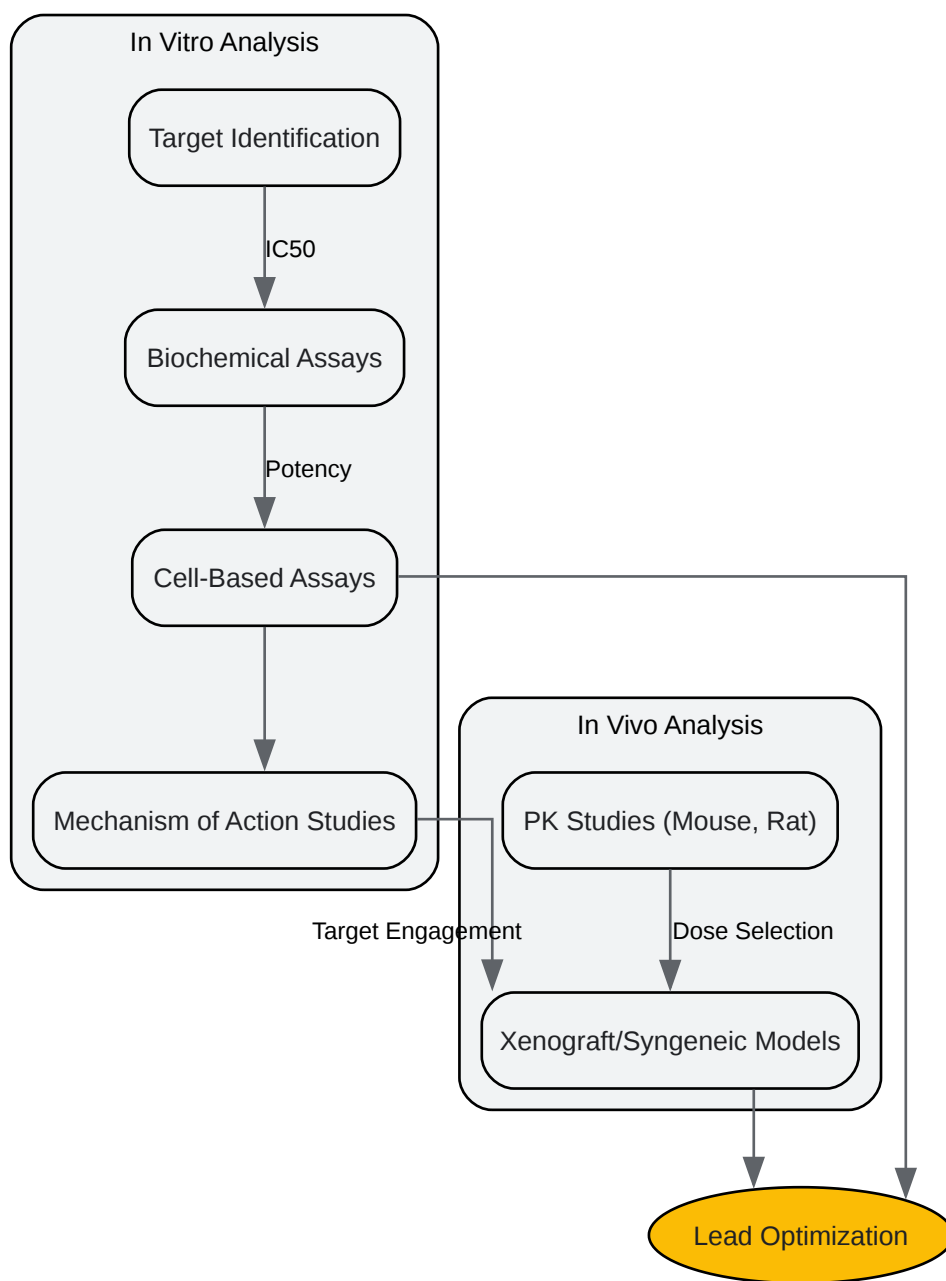 In Vitro Analysis
Target Identification
IC50
Biochemical Assays
Potency
Cell-Based Assays
In Vivo Analysis
Mechanism of Action Studies
PK Studies (Mouse, Rat)
Target Engagement
Dose Selection
Xenograft/Syngeneic Models
Lead Optimization